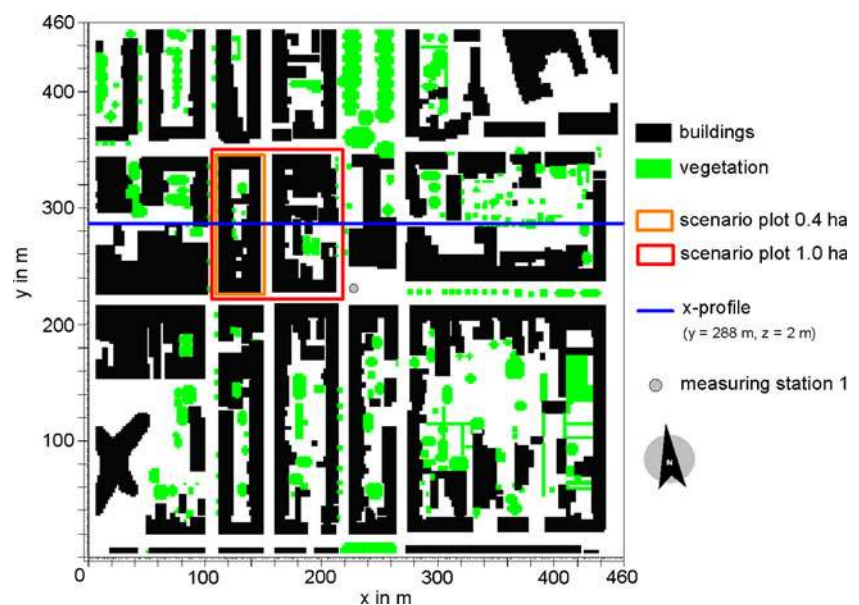 460
400
300
200
100
y in m
0
100
200
300
400
460
x in m
buildings
vegetation
scenario plot 0.4 ha
scenario plot 1.0 ha
x-profile
(y = 288 m, z = 2 m)
measuring station 1
N